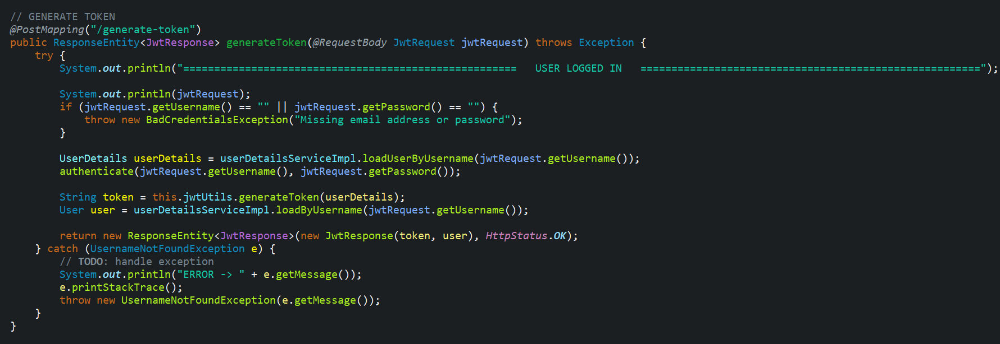 // GENERATE TOKEN
@PostMapping("/generate-token")
public ResponseEntity<JwtResponse> generateToken(@RequestBody JwtRequest jwtRequest) throws Exception {
    try {
        System.out.println("======================================================   USER LOGGED IN   =======================================================");

        System.out.println(jwtRequest);
        if (jwtRequest.getUsername() == "" || jwtRequest.getPassword() == "") {
            throw new BadCredentialsException("Missing email address or password");
        }

        UserDetails userDetails = userDetailsServiceImpl.loadUserByUsername(jwtRequest.getUsername());
        authenticate(jwtRequest.getUsername(), jwtRequest.getPassword());

        String token = this.jwtUtils.generateToken(userDetails);
        User user = userDetailsServiceImpl.loadByUsername(jwtRequest.getUsername());

        return new ResponseEntity<JwtResponse>(new JwtResponse(token, user), HttpStatus.OK);
    } catch (UsernameNotFoundException e) {
        // TODO: handle exception
        System.out.println("ERROR -> " + e.getMessage());
        e.printStackTrace();
        throw new UsernameNotFoundException(e.getMessage());
    }
}